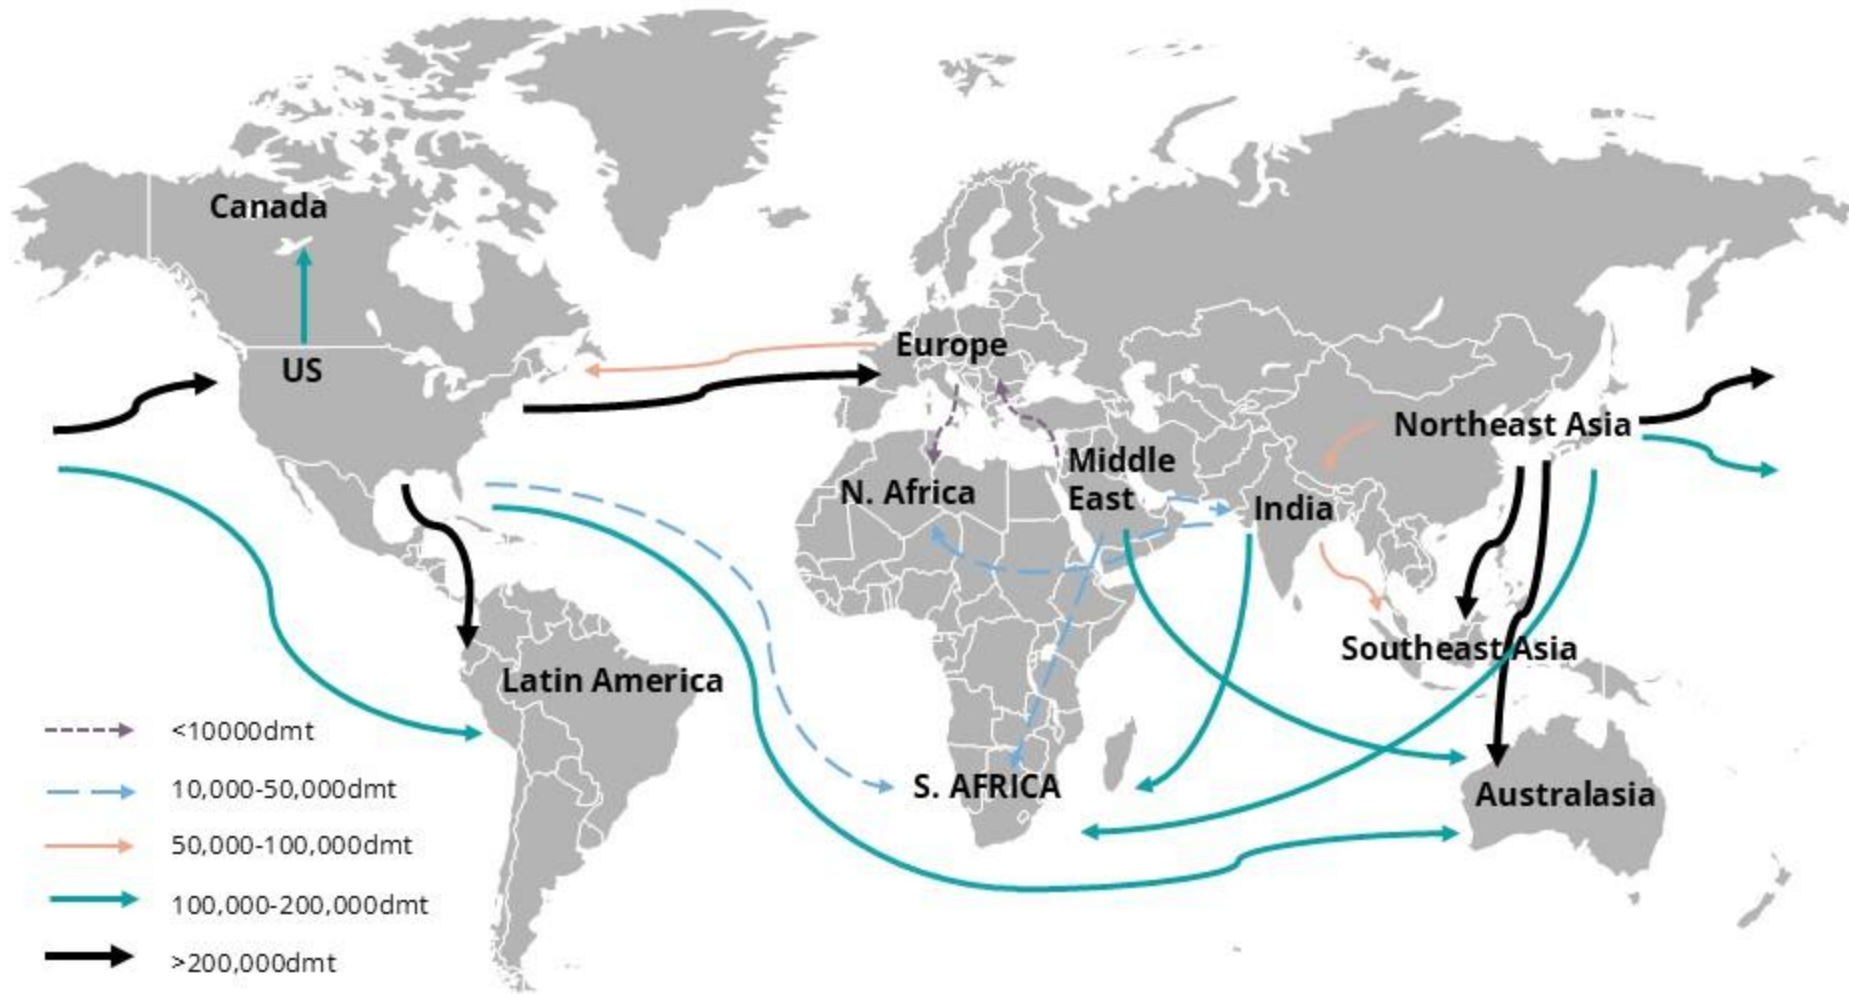 Canada
US
Europe
Northeast Asia
Middle
East
N. Africa
India
Southeast Asia
Latin America
S. AFRICA
Australasia
<10000dmt
10,000-50,000dmt
50,000-100,000dmt
100,000-200,000dmt
>200,000dmt